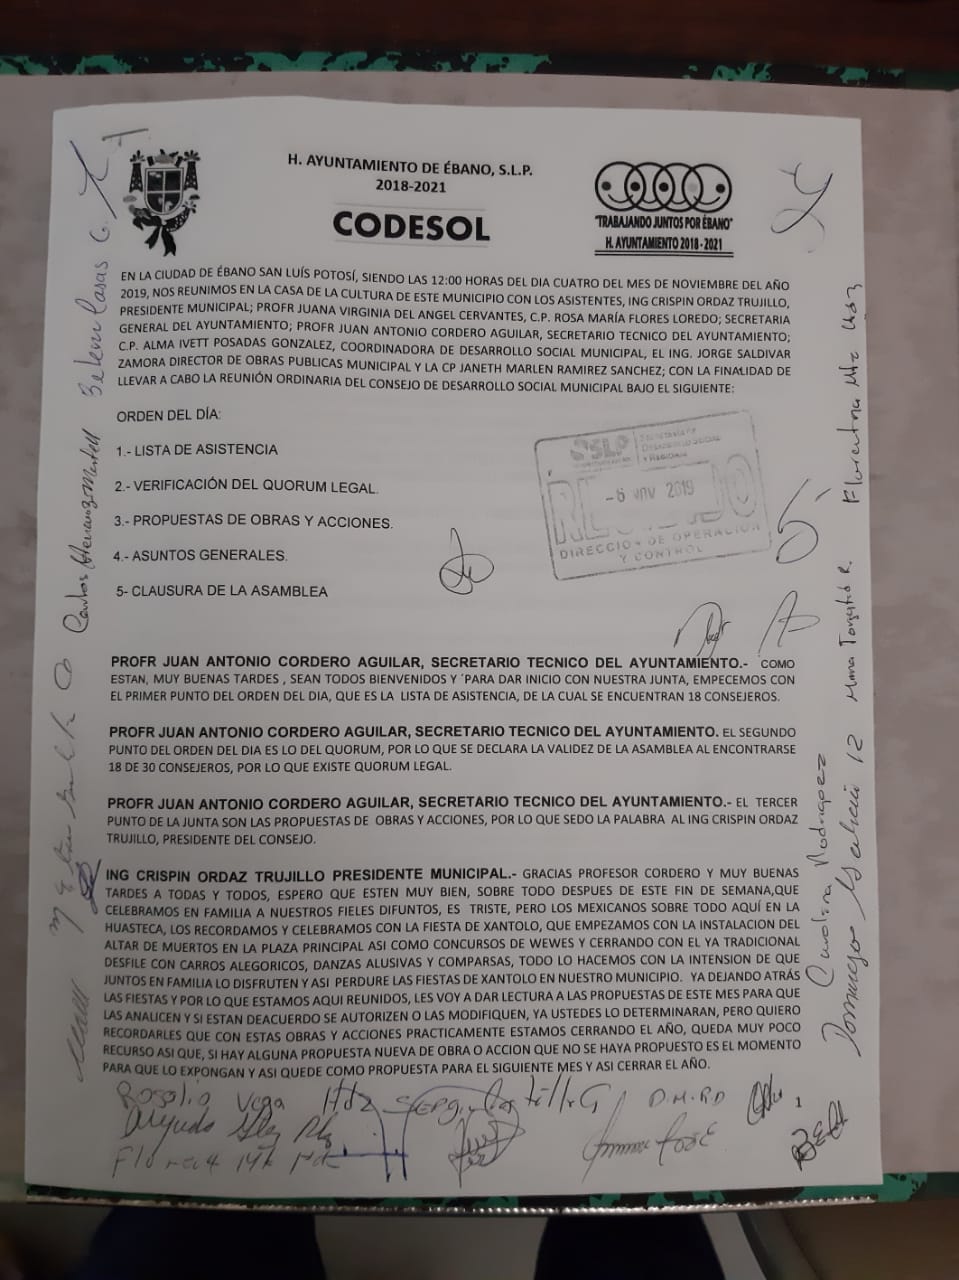 H. AYUNTAMIENTO DE ÉBANO, S.L.P.
2018-2021
CODESOL
"TRABAJANDO JUNTOS POR ÉBANO"
H. AYUNTAMIENTO 2018-2021
EN LA CIUDAD DE ÉBANO SAN LUÍS POTOSÍ, SIENDO LAS 12:00 HORAS DEL DIA CUATRO DEL MES DE NOVIEMBRE DEL AÑO
2019, NOS REUNIMOS EN LA CASA DE LA CULTURA DE ESTE MUNICIPIO CON LOS ASISTENTES, ING CRISPIN ORDAZ TRUJILLO,
PRESIDENTE MUNICIPAL; PROFR JUANA VIRGINIA DEL ANGEL CERVANTES, C.P. ROSA MARÍA FLORES LOREDO; SECRETARIA
GENERAL DEL AYUNTAMIENTO; PROFR JUAN ANTONIO CORDERO AGUILAR, SECRETARIO TECNICO DEL AYUNTAMIENTO;
C.P. ALMA IVETT POSADAS GONZALEZ, COORDINADORA DE DESARROLLO SOCIAL MUNICIPAL, EL ING. JORGE SALDIVAR
ZAMORA DIRECTOR DE OBRAS PUBLICAS MUNICIPAL Y LA CP JANETH MARLEN RAMIREZ SANCHEZ; CON LA FINALIDAD DE
LLEVAR A CABO LA REUNIÓN ORDINARIA DEL CONSEJO DE DESARROLLO SOCIAL MUNICIPAL BAJO EL SIGUIENTE:
ORDEN DEL DÍA:
1.- LISTA DE ASISTENCIA
2.- VERIFICACIÓN DEL QUORUM LEGAL.
3.- PROPUESTAS DE OBRAS Y ACCIONES.
4.- ASUNTOS GENERALES.
5- CLAUSURA DE LA ASAMBLEA
SLP
-6 NOV 2019
DIRECCION DE OPERACION
Y CONTROL
PROFR JUAN ANTONIO CORDERO AGUILAR, SECRETARIO TECNICO DEL AYUNTAMIENTO.- COMO
ESTAN, MUY BUENAS TARDES , SEAN TODOS BIENVENIDOS Y ´PARA DAR INICIO CON NUESTRA JUNTA, EMPECEMOS CON
EL PRIMER PUNTO DEL ORDEN DEL DIA, QUE ES LA LISTA DE ASISTENCIA, DE LA CUAL SE ENCUENTRAN 18 CONSEJEROS.
PROFR JUAN ANTONIO CORDERO AGUILAR, SECRETARIO TECNICO DEL AYUNTAMIENTO. EL SEGUNDO
PUNTO DEL ORDEN DEL DIA ES LO DEL QUORUM, POR LO QUE SE DECLARA LA VALIDEZ DE LA ASAMBLEA AL ENCONTRARSE
18 DE 30 CONSEJEROS, POR LO QUE EXISTE QUORUM LEGAL.
PROFR JUAN ANTONIO CORDERO AGUILAR, SECRETARIO TECNICO DEL AYUNTAMIENTO.- EL TERCER
PUNTO DE LA JUNTA SON LAS PROPUESTAS DE OBRAS Y ACCIONES, POR LO QUE SEDO LA PALABRA AL ING CRISPIN ORDAZ
TRUJILLO, PRESIDENTE DEL CONSEJO.
ING CRISPIN ORDAZ TRUJILLO PRESIDENTE MUNICIPAL.- GRACIAS PROFESOR CORDERO Y MUY BUENAS
TARDES A TODAS Y TODOS, ESPERO QUE ESTEN MUY BIEN, SOBRE TODO DESPUES DE ESTE FIN DE SEMANA,QUE
CELEBRAMOS EN FAMILIA A NUESTROS FIELES DIFUNTOS, ES TRISTE, PERO LOS MEXICANOS SOBRE TODO AQUÍ EN LA
HUASTECA, LOS RECORDAMOS Y CELEBRAMOS CON LA FIESTA DE XANTOLO, QUE EMPEZAMOS CON LA INSTALACION DEL
ALTAR DE MUERTOS EN LA PLAZA PRINCIPAL ASI COMO CONCURSOS DE WEWES Y CERRANDO CON EL YA TRADICIONAL
DESFILE CON CARROS ALEGORICOS, DANZAS ALUSIVAS Y COMPARSAS, TODO LO HACEMOS CON LA INTENSION DE QUE
JUNTOS EN FAMILIA LO DISFRUTEN Y ASI PERDURE LAS FIESTAS DE XANTOLO EN NUESTRO MUNICIPIO. YA DEJANDO ATRÁS
LAS FIESTAS Y POR LO QUE ESTAMOS AQUI REUNIDOS, LES VOY A DAR LECTURA A LAS PROPUESTAS DE ESTE MES PARA QUE
LAS ANALICEN Y SI ESTAN DEACUERDO SE AUTORIZEN O LAS MODIFIQUEN, YA USTEDES LO DETERMINARAN, PERO QUIERO
RECORDARLES QUE CON ESTAS OBRAS Y ACCIONES PRACTICAMENTE ESTAMOS CERRANDO EL AÑO, QUEDA MUY POCO
RECURSO ASI QUE, SI HAY ALGUNA PROPUESTA NUEVA DE OBRA O ACCION QUE NO SE HAYA PROPUESTO ES EL MOMENTO
PARA QUE LO EXPONGAN Y ASI QUEDE COMO PROPUESTA PARA EL SIGUIENTE MES Y ASI CERRAR EL AÑO.
Belem Casas G.
Carolina Rodriguez
Rosalio Vega Hdz
D.M.R.D
1